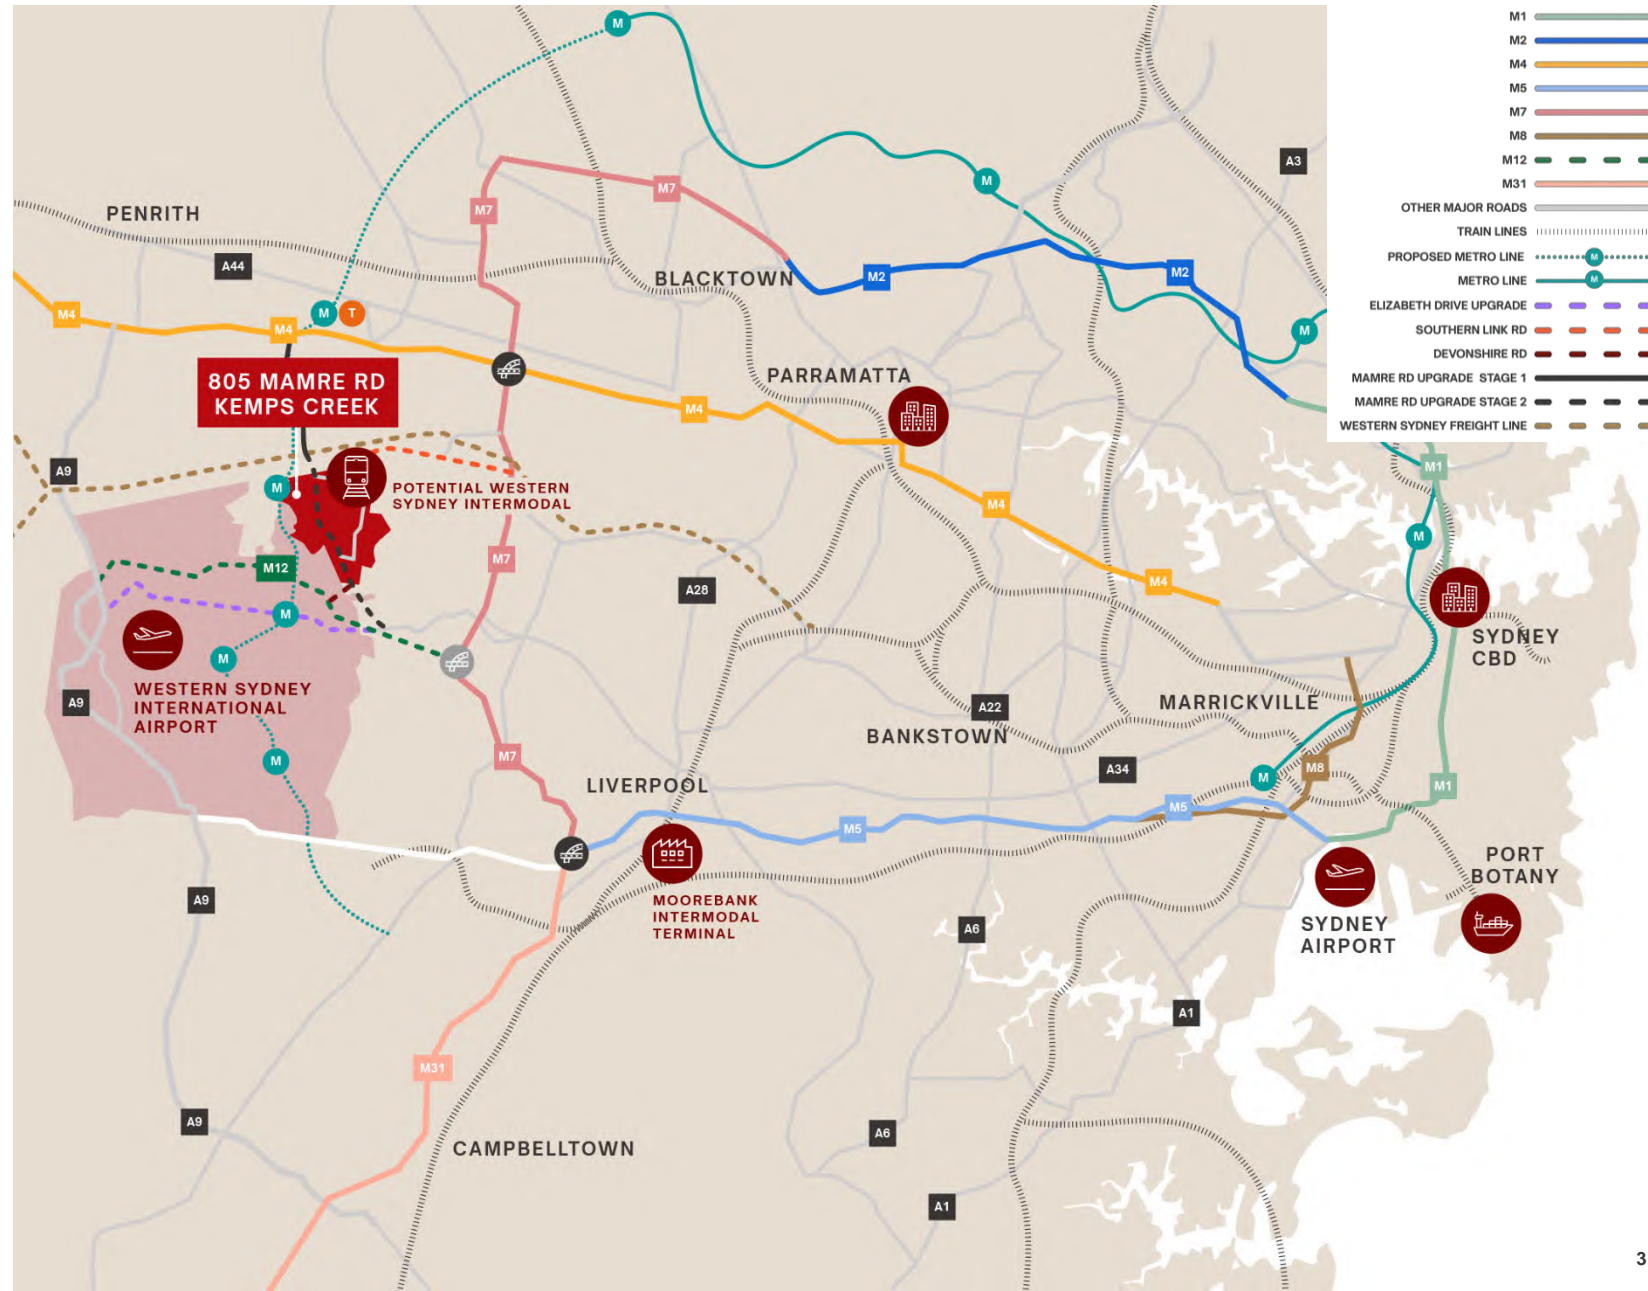 M1
M2
M4
M5
M7
M8
M12
M31
OTHER MAJOR ROADS
TRAIN LINES
PROPOSED METRO LINE
M
METRO LINE
M
ELIZABETH DRIVE UPGRADE
SOUTHERN LINK RD
DEVONSHIRE RD
MAMRE RD UPGRADE STAGE 1
MAMRE RD UPGRADE STAGE 2
WESTERN SYDNEY FREIGHT LINE
M
A3
M
M7
M7
PENRITH
A44
BLACKTOWN
M2
M2
M4
M
T
M4
M
805 MAMRE RD
KEMPS CREEK
PARRAMATTA
M4
A9
M
POTENTIAL WESTERN
SYDNEY INTERMODAL
M1
M4
M
M7
M12
A28
M4
M
M
SYDNEY
CBD
WESTERN SYDNEY
INTERNATIONAL
AIRPORT
A9
A22
MARRICKVILLE
BANKSTOWN
M7
M
A34
M8
M
LIVERPOOL
M1
M5
M5
PORT
BOTANY
MOOREBANK
INTERMODAL
TERMINAL
A9
A6
SYDNEY
AIRPORT
A1
M31
A9
A6
CAMPBELLTOWN
A1
3